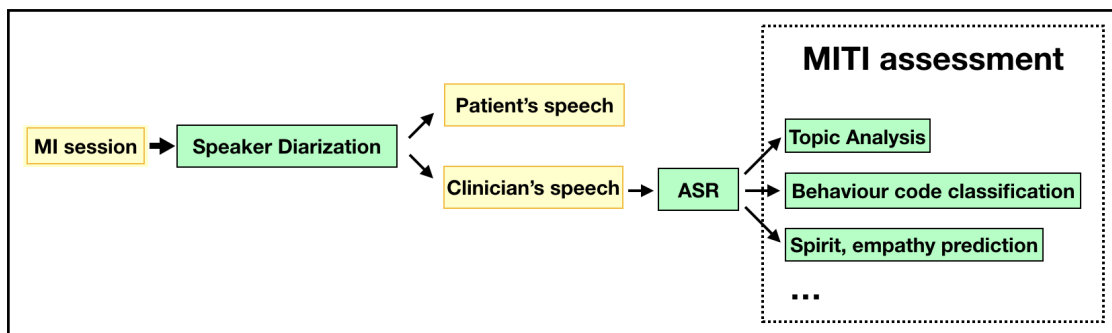 MITI assessment
Patient's speech
MI session
Speaker Diarization
Clinician's speech
ASR
Topic Analysis
Behaviour code classification
Spirit, empathy prediction
...